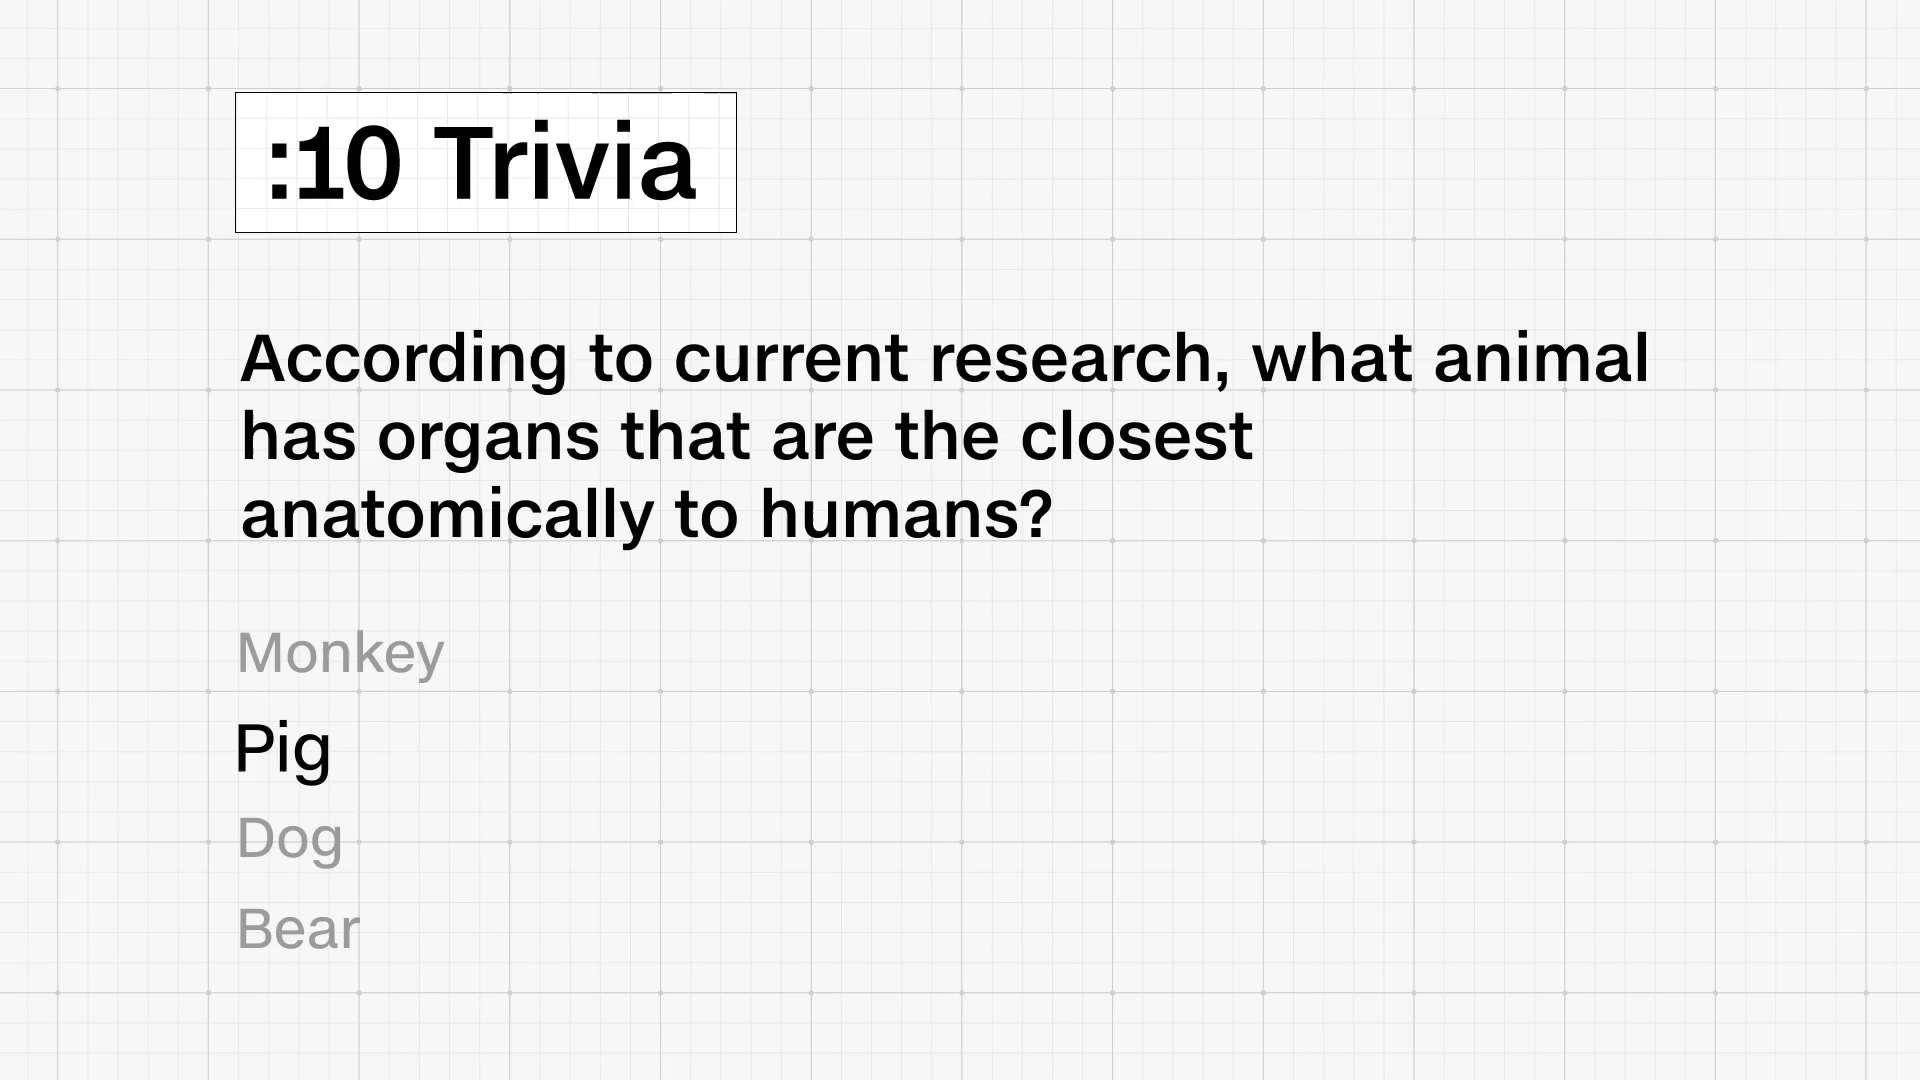 :10 Trivia
According to current research, what animal
has organs that are the closest
anatomically to humans?
Monkey
Pig
Dog
Bear